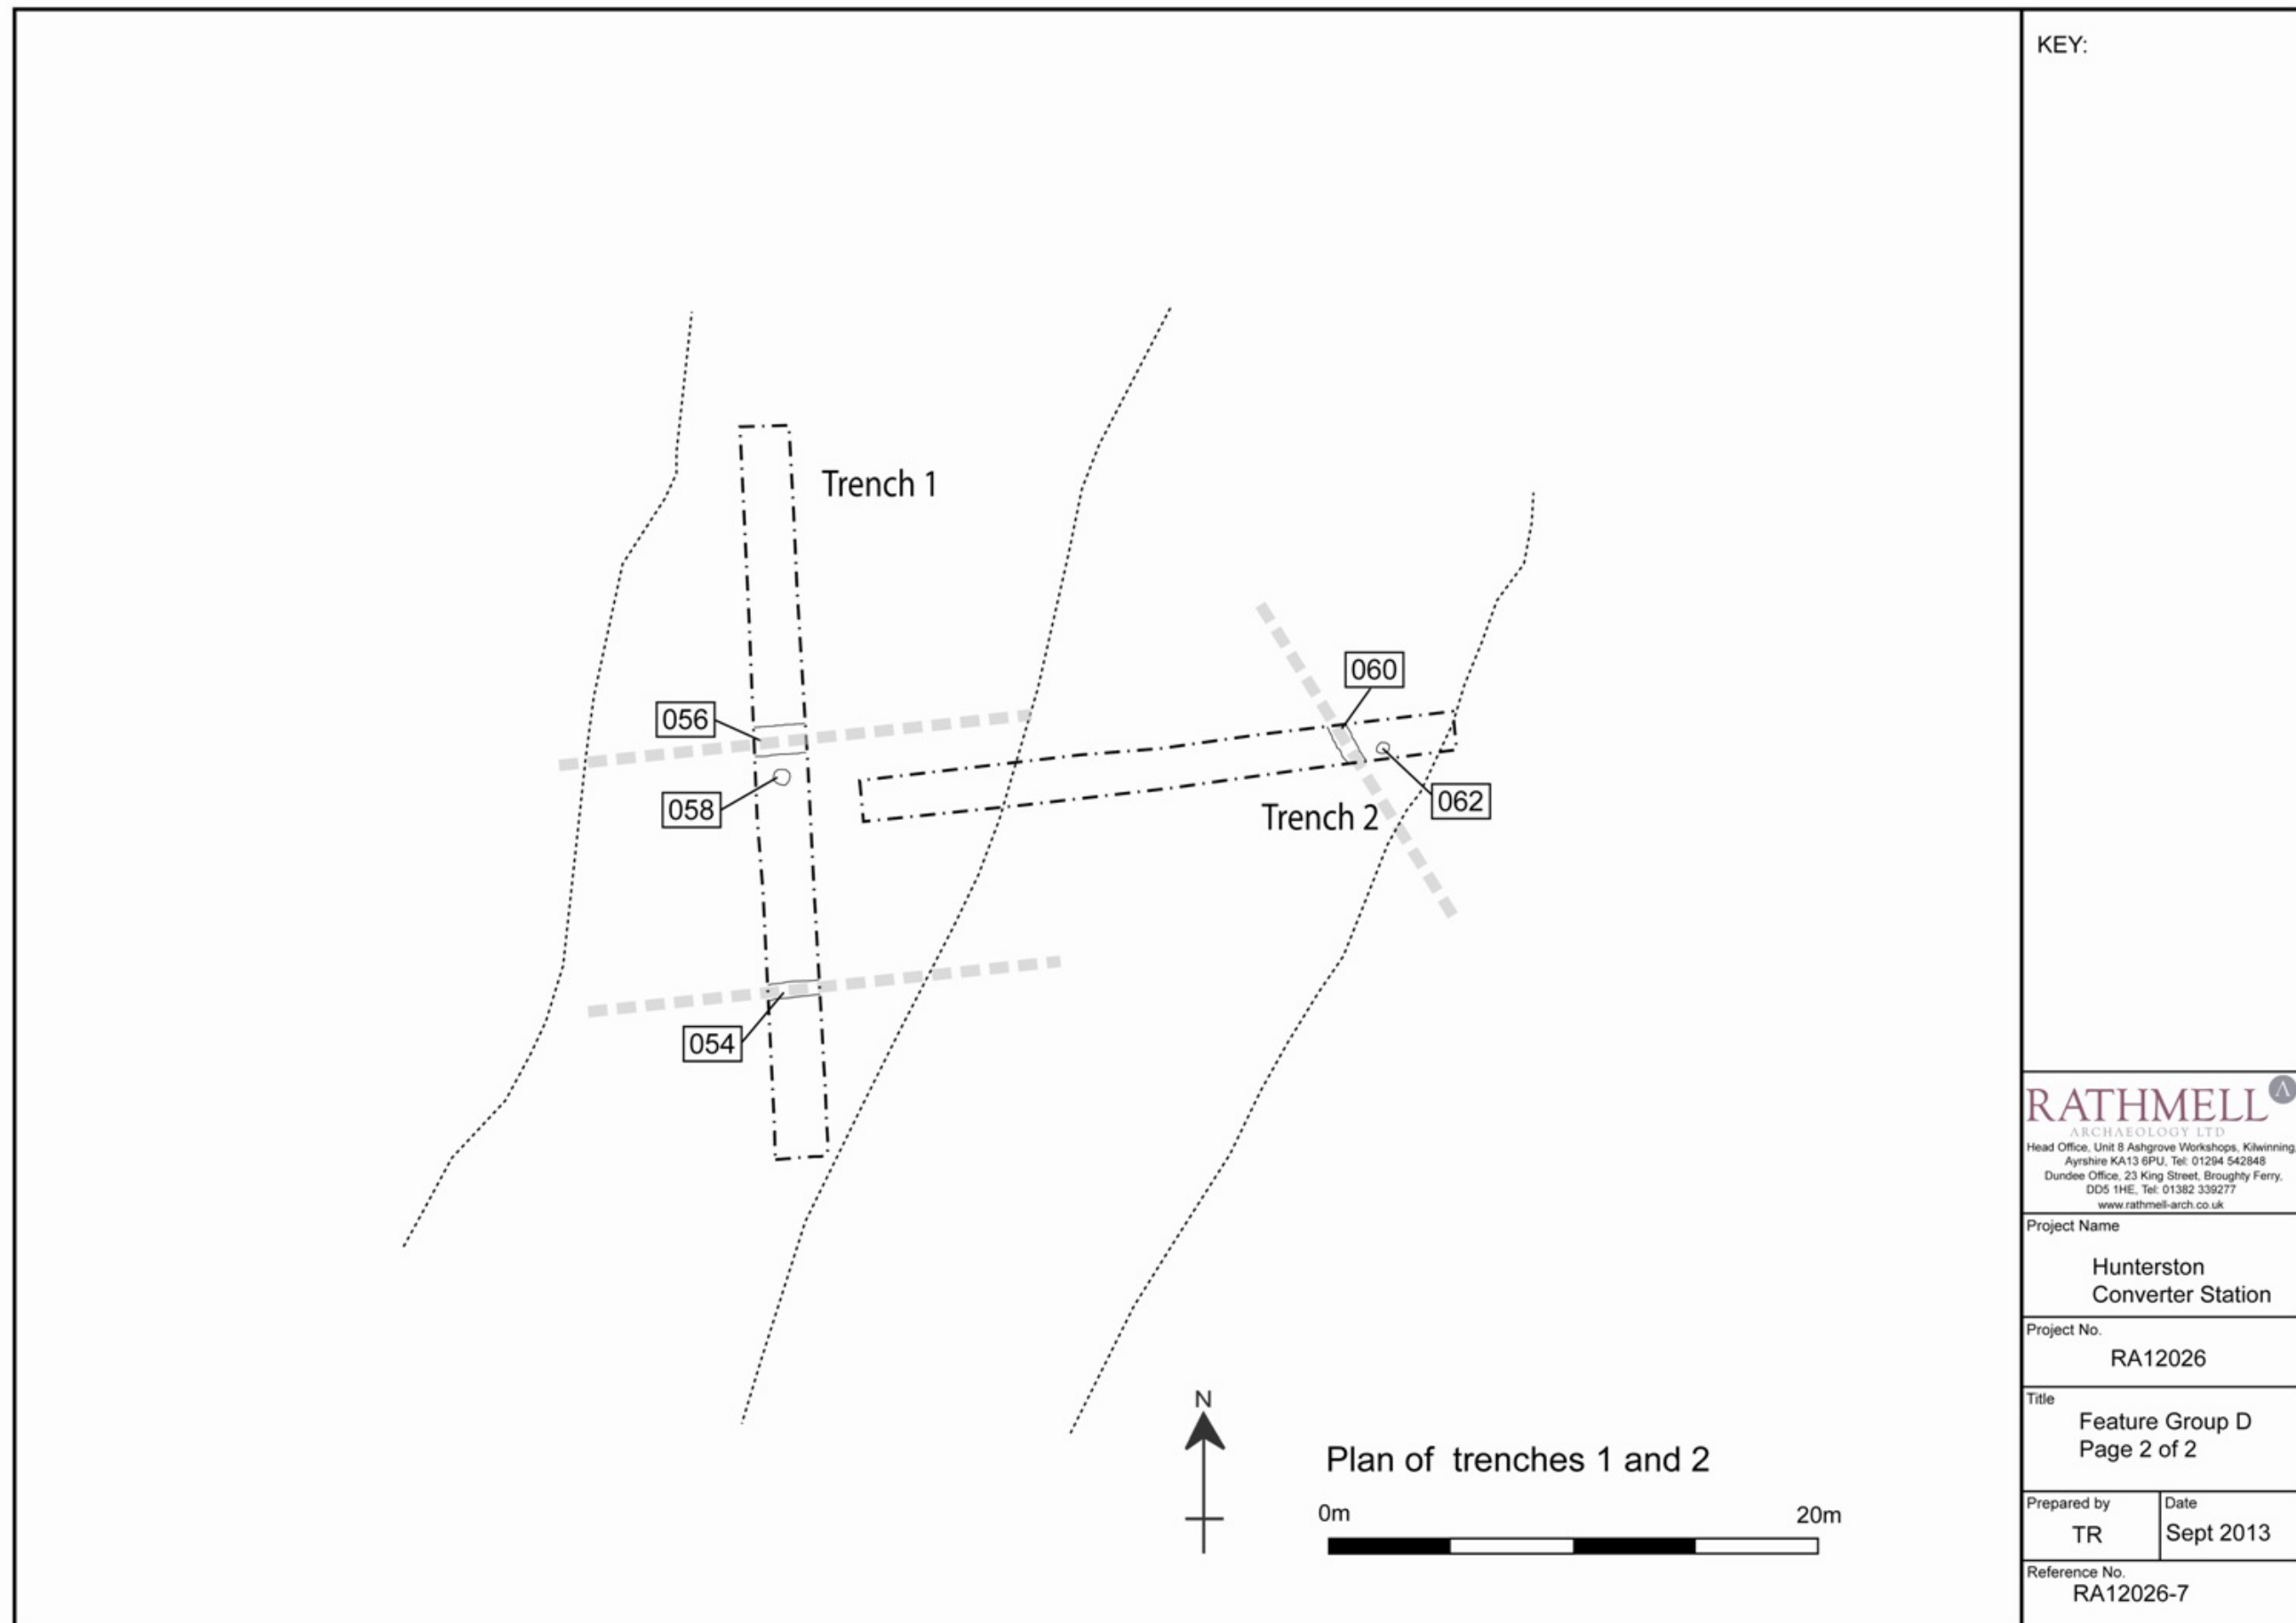 KEY:
Trench 1
060
056
058
062
Trench 2
054
N
Plan of trenches 1 and 2
0m
20m
RATHMELL
ARCHAEOLOGY LTD
Head Office, Unit 8 Ashgrove Workshops, Kilwinning,
Ayrshire KA13 6PU, Tel: 01294 542848
Dundee Office, 23 King Street, Broughty Ferry,
DD5 1HE, Tel: 01382 339277
www.rathmell-arch.co.uk
Project Name
Hunterston
Converter Station
Project No.
RA12026
Title
Feature Group D
Page 2 of 2
Prepared by
TR
Date
Sept 2013
Reference No.
RA12026-7